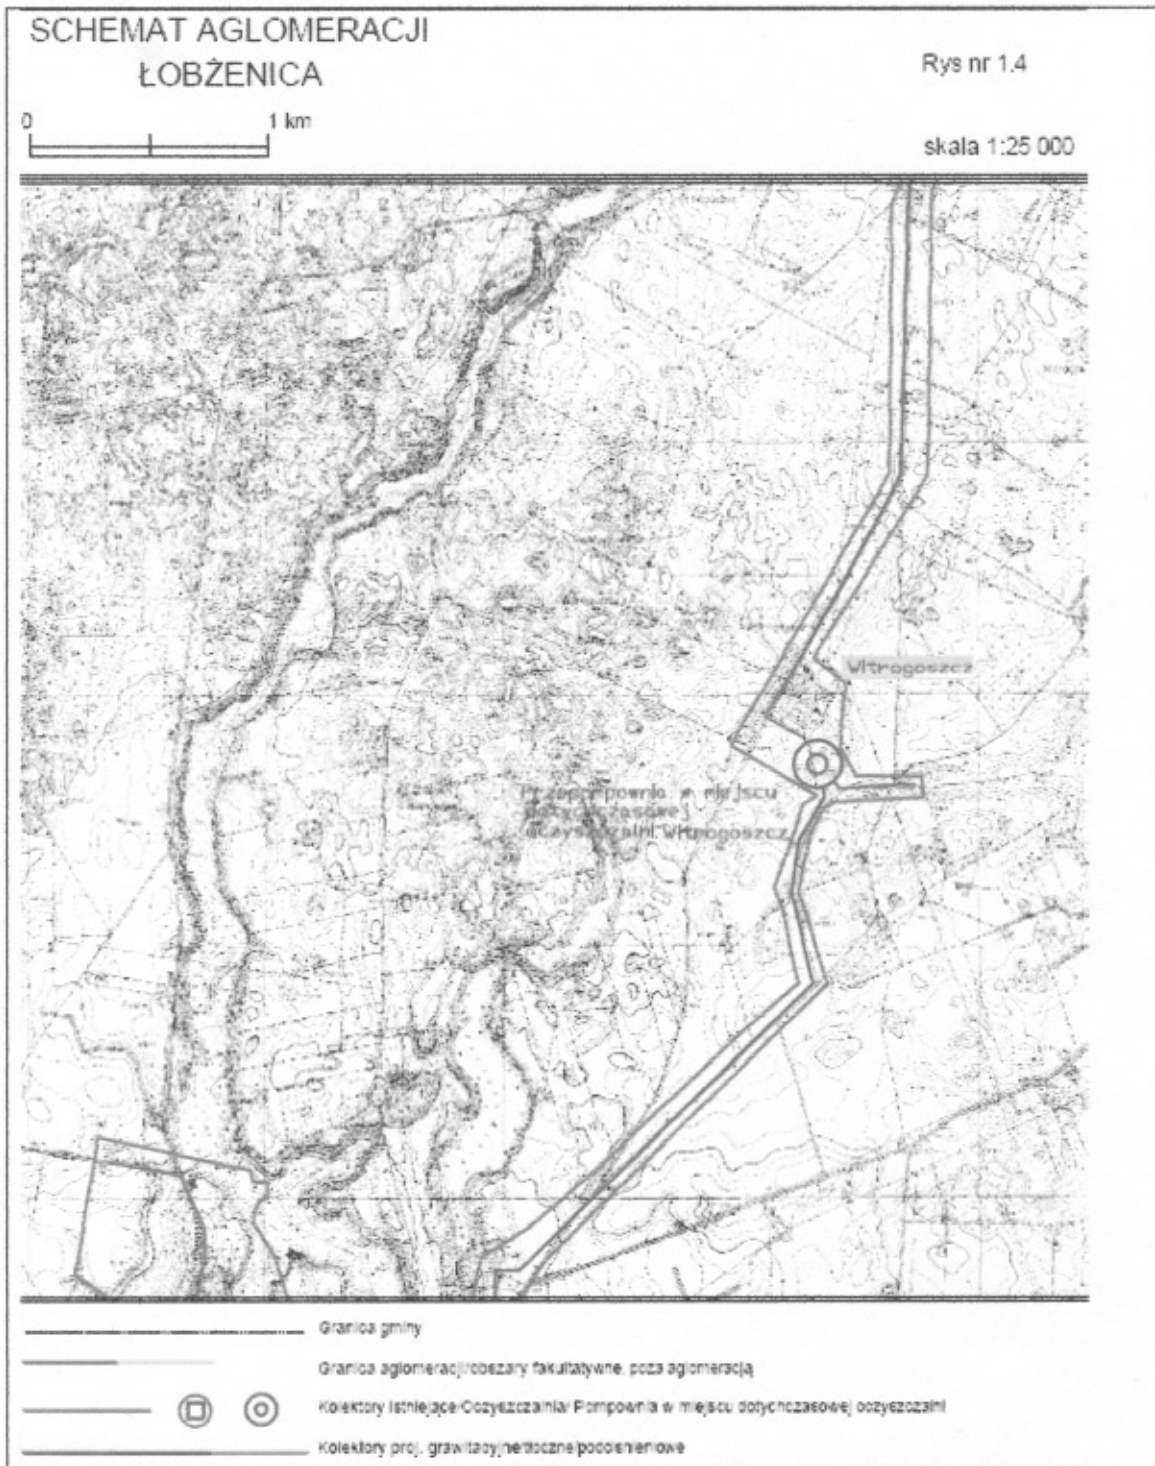 SCHEMAT AGLOMERACJI
ŁOBŻENICA
Rys nr 1.4
0 1 km
skala 1:25 000
Witrogoszcz
Przepompownia w miejscu
dotychczasowej
oczyszczalni Witrogoszcz
Granica gminy
Granica aglomeracji/obszary fakultatywne, poza aglomeracją
Kolektory istniejące/Oczyszczalnia/ Pompownia w miejscu dotychczasowej oczyszczalni
Kolektory proj. grawitacyjne/tłoczne/podciśnieniowe